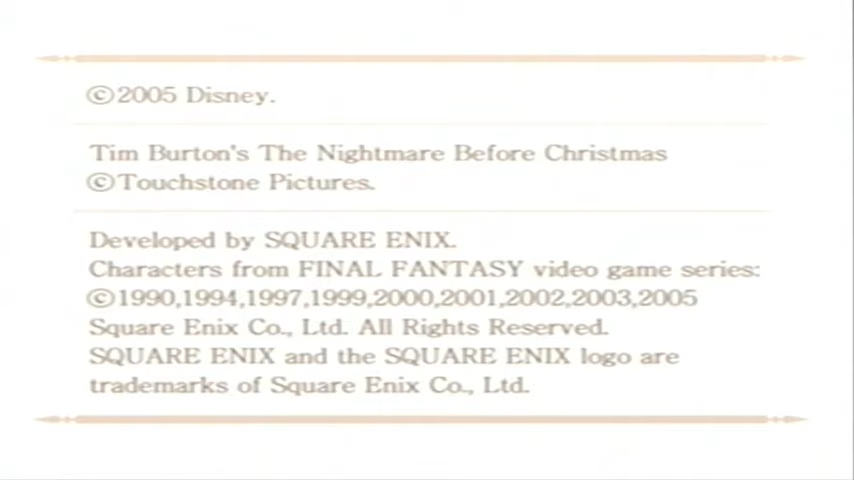 ©2005 Disney.
Tim Burton's The Nightmare Before Christmas
©Touchstone Pictures.
Developed by SQUARE ENIX.
Characters from FINAL FANTASY video game series:
©1990,1994,1997,1999,2000,2001,2002,2003,2005
Square Enix Co., Ltd. All Rights Reserved.
SQUARE ENIX and the SQUARE ENIX logo are
trademarks of Square Enix Co., Ltd.